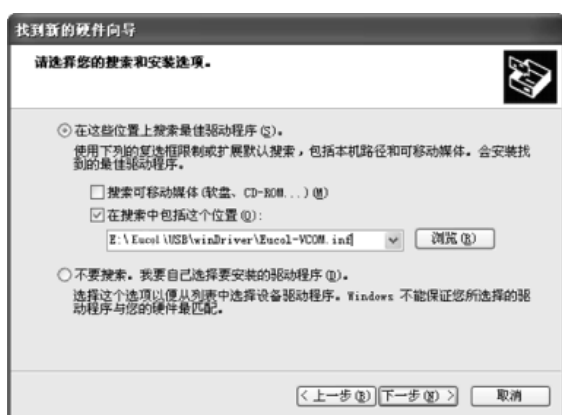 找到新的硬件向导
请选择您的搜索和安装选项。
在这些位置上搜索最佳驱动程序(S)。
使用下列的复选框限制或扩展默认搜索，包括本机路径和可移动媒体。会安装找
到的最佳驱动程序。
搜索可移动媒体(软盘、CD-ROM...)(M)
在搜索中包括这个位置(O):
E:\Eucol\USB\winDriver\Eucol-VCOM.inf
浏览(R)
不要搜索。我要自己选择要安装的驱动程序(D)。
选择这个选项以便从列表中选择设备驱动程序。Windows 不能保证您所选择的驱
动程序与您的硬件最匹配。
< 上一步(B) 下一步(N) > 取消